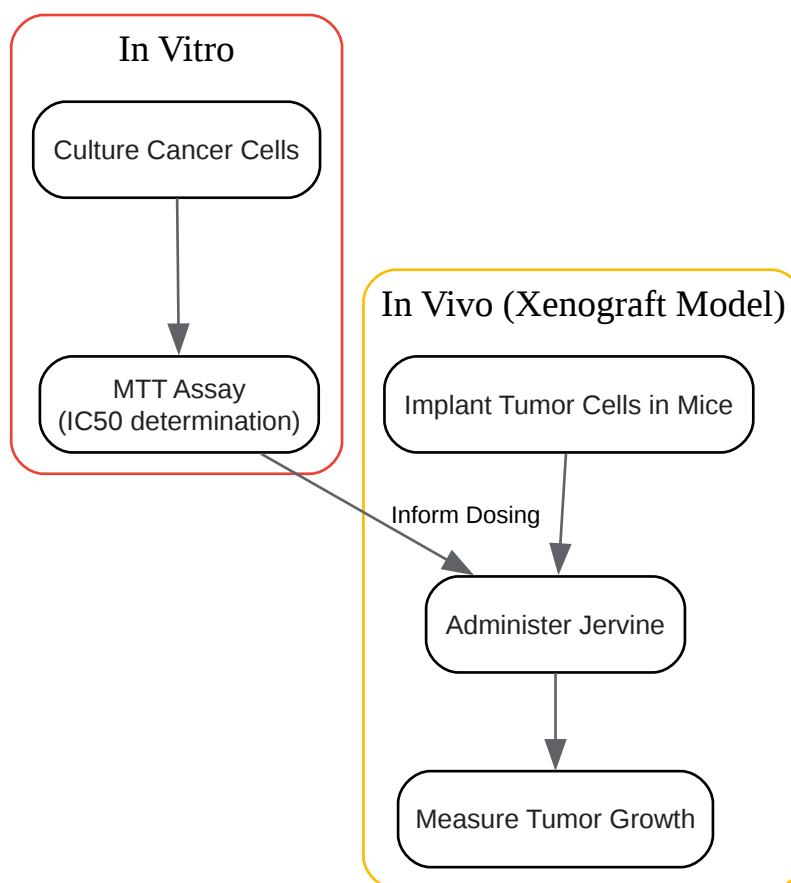 In Vitro
Culture Cancer Cells
MTT Assay
(IC50 determination)
In Vivo (Xenograft Model)
Implant Tumor Cells in Mice
Inform Dosing
Administer Jervine
Measure Tumor Growth